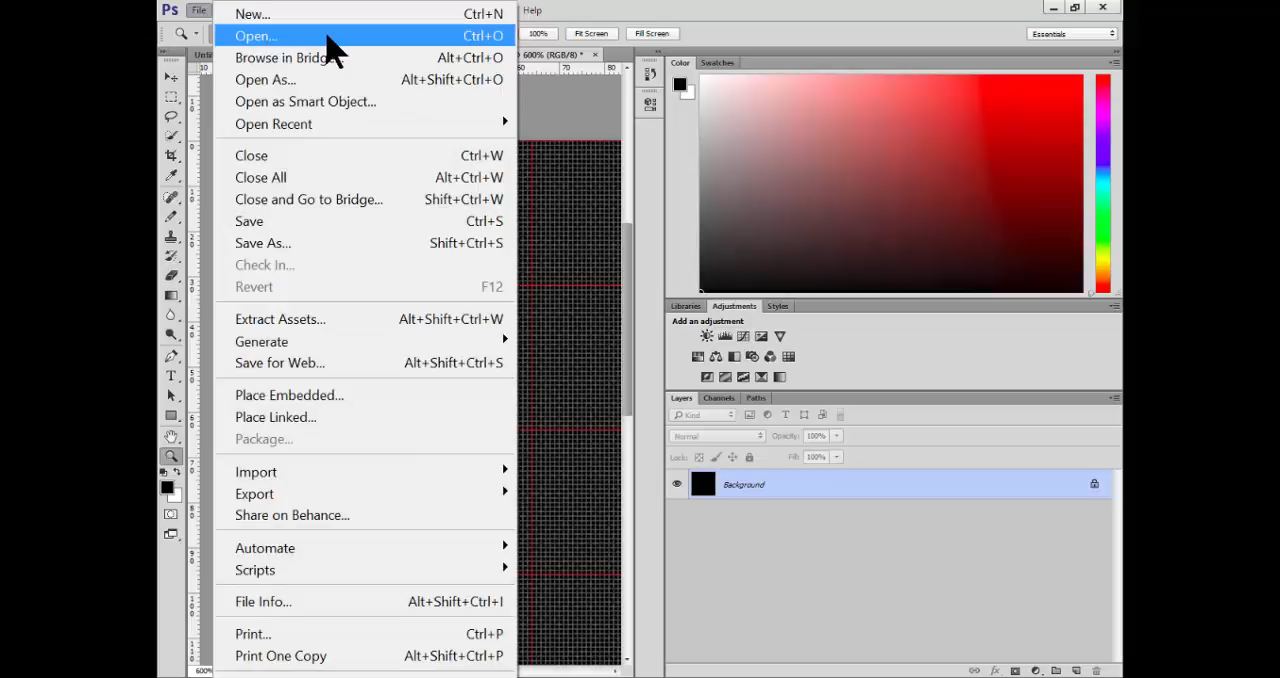 Ps File Help
100% Fit Screen Fill Screen Essentials
New... Ctrl+N
Open... Ctrl+O
Browse in Bridge... Alt+Ctrl+O
Open As... Alt+Shift+Ctrl+O
Open as Smart Object...
Open Recent
Close Ctrl+W
Close All Alt+Ctrl+W
Close and Go to Bridge... Shift+Ctrl+W
Save Ctrl+S
Save As... Shift+Ctrl+S
Check In...
Revert F12
Extract Assets... Alt+Shift+Ctrl+W
Generate
Save for Web... Alt+Shift+Ctrl+S
Place Embedded...
Place Linked...
Package...
Import
Export
Share on Behance...
Automate
Scripts
File Info... Alt+Shift+Ctrl+I
Print... Ctrl+P
Print One Copy Alt+Shift+Ctrl+P
600% (RGB/8) *
70 80
600%
Color Swatches
Libraries Adjustments Styles
Add an adjustment
Layers Channels Paths
Kind
Normal Opacity: 100%
Lock: Fill: 100%
Background